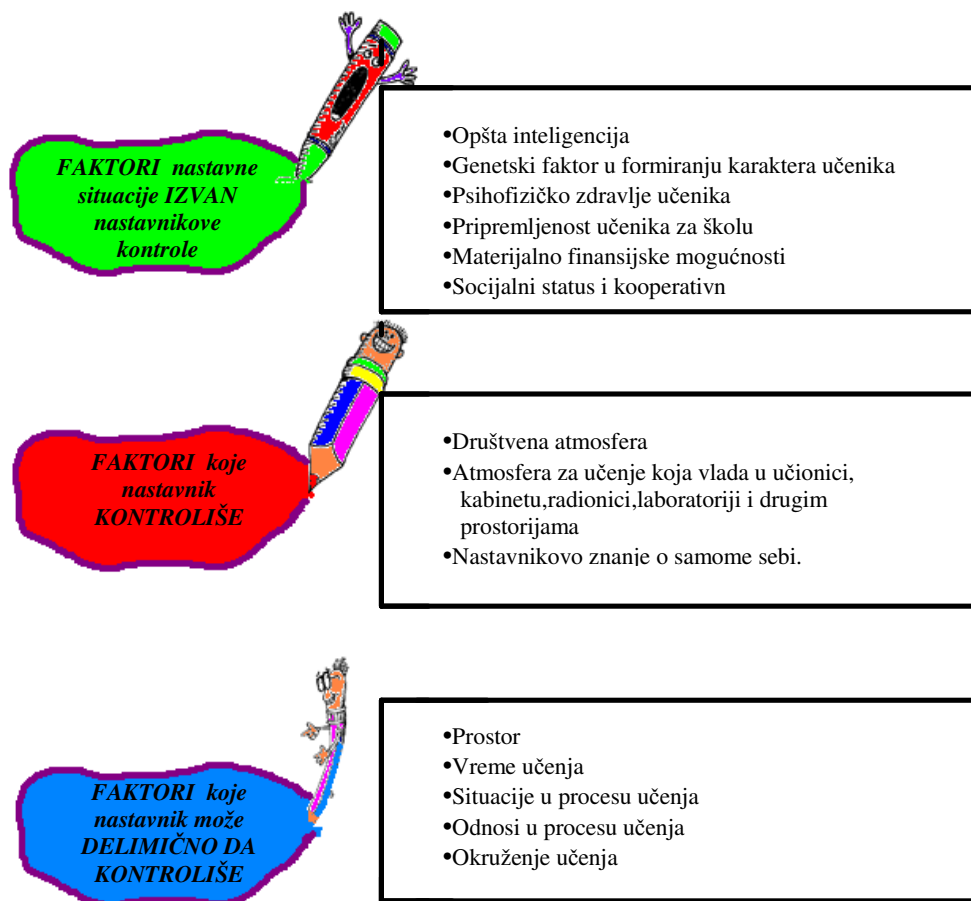 FAKTORI nastavne
situacije IZVAN
nastavnikove
kontrole
•Opšta inteligencija
•Genetski faktor u formiranju karaktera učenika
•Psihofizičko zdravlje učenika
•Pripremljenost učenika za školu
•Materijalno finansijske mogućnosti
•Socijalni status i kooperativn
FAKTORI koje
nastavnik
KONTROLIŠE
•Društvena atmosfera
•Atmosfera za učenje koja vlada u učionici,
kabinetu,radionici,laboratoriji i drugim
prostorijama
•Nastavnikovo znanje o samome sebi.
FAKTORI koje
nastavnik može
DELIMIČNO DA
KONTROLIŠE
•Prostor
•Vreme učenja
•Situacije u procesu učenja
•Odnosi u procesu učenja
•Okruženje učenja